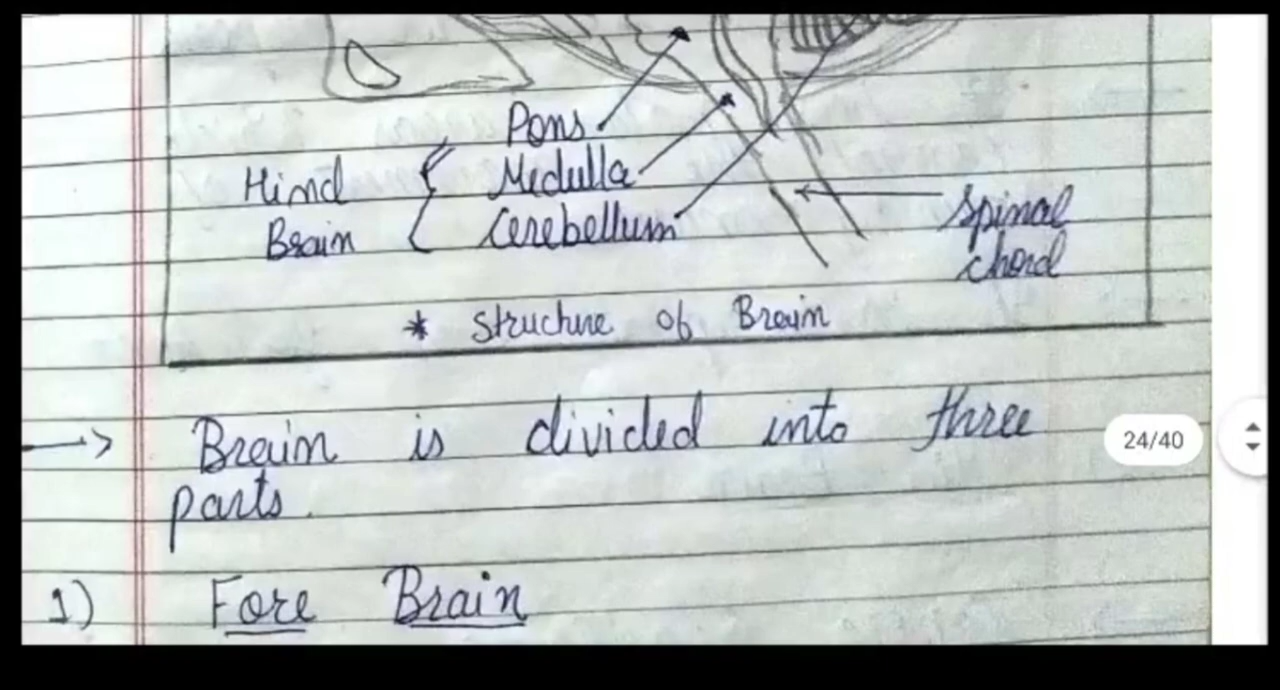 Pons
Hind { Medulla
Brain Cerebellum
Spinal
chord
* Structure of Brain
→ Brain is divided into three
parts.
24/40
1) Fore Brain